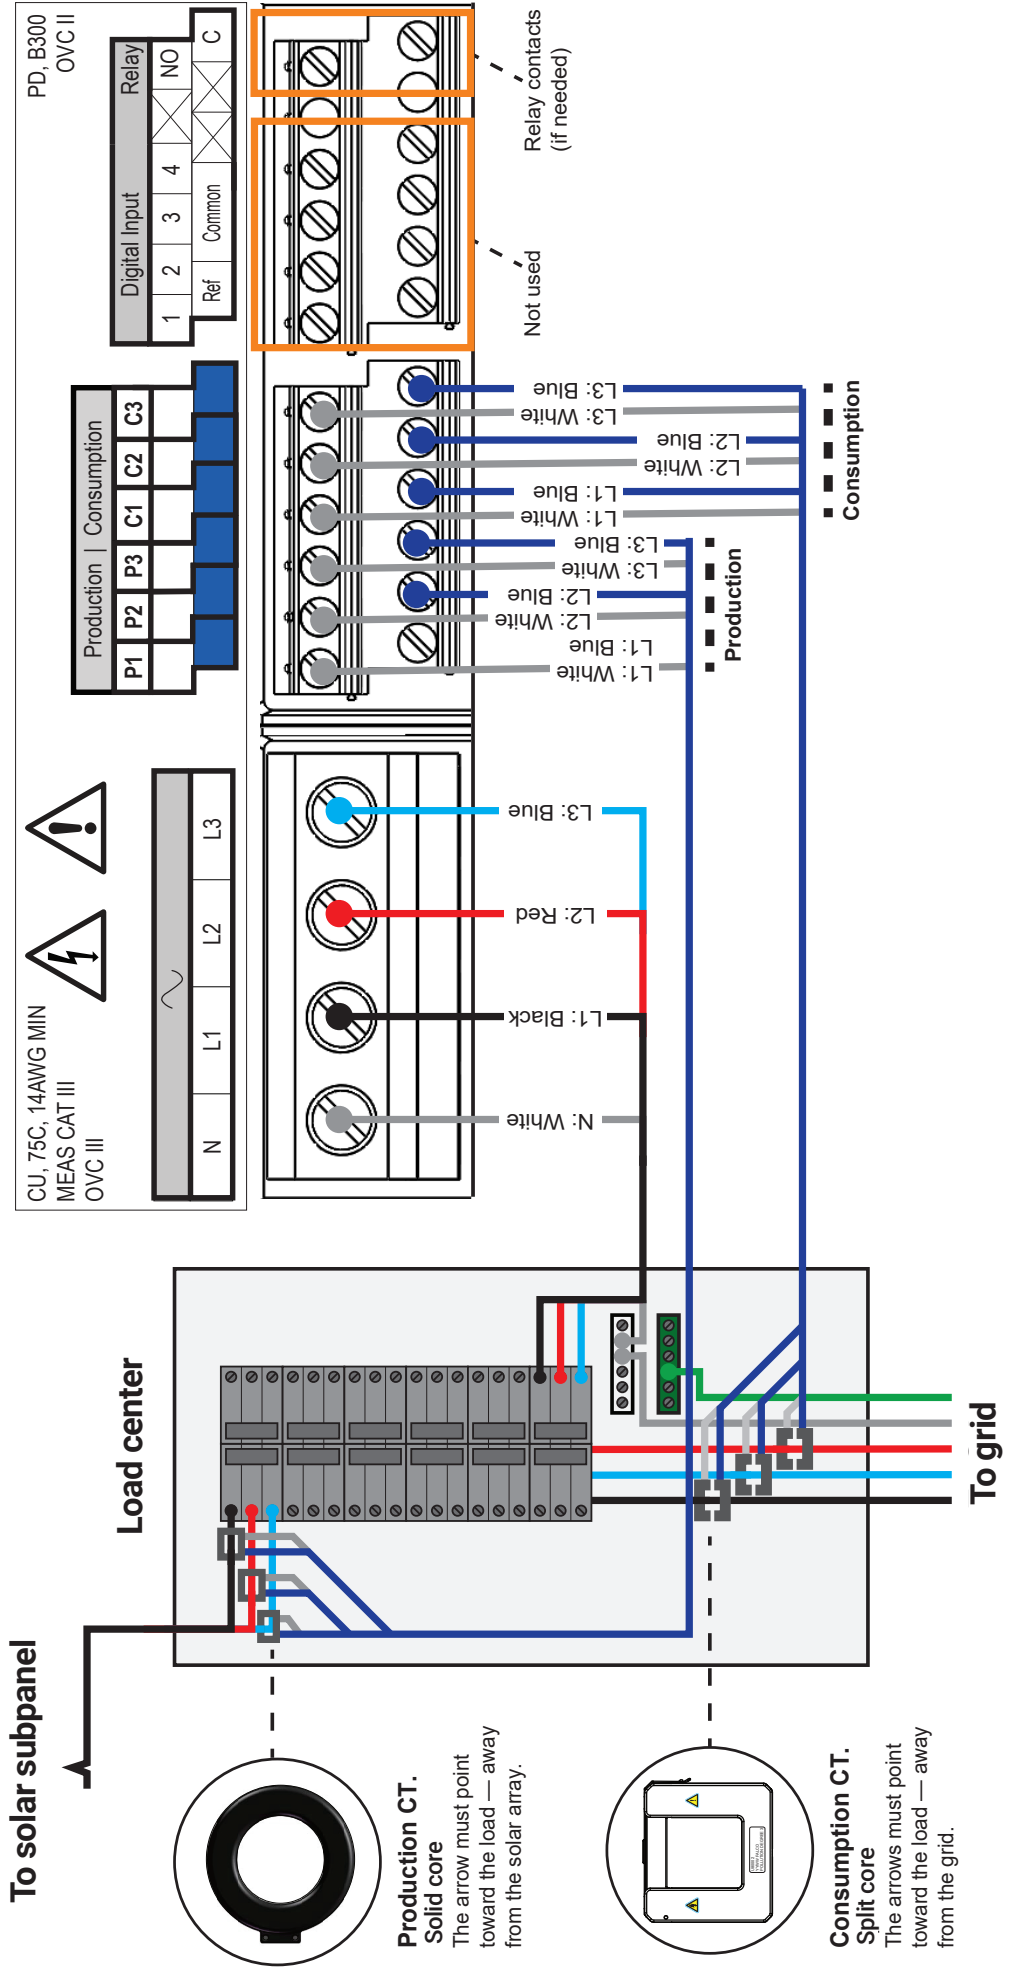 To solar subpanel
Load center
To grid
Production CT.
Solid core
The arrow must point
toward the load — away
from the solar array.
Consumption CT.
Split core
The arrows must point
toward the load — away
from the grid.
CU, 75C, 14AWG MIN
MEAS CAT III
OVC III
N L1 L2 L3
Production | Consumption
P1 P2 P3 C1 C2 C3
PD, B300
OVC II
Digital Input Relay
1 2 3 4 NO
Ref Common C
N: White
L1: Black
L2: Red
L3: Blue
L1: White
L1: Blue
L2: White
L2: Blue
L3: White
L3: Blue
Production
L1: White
L1: Blue
L2: White
L2: Blue
L3: White
L3: Blue
Consumption
Not used
Relay contacts
(if needed)